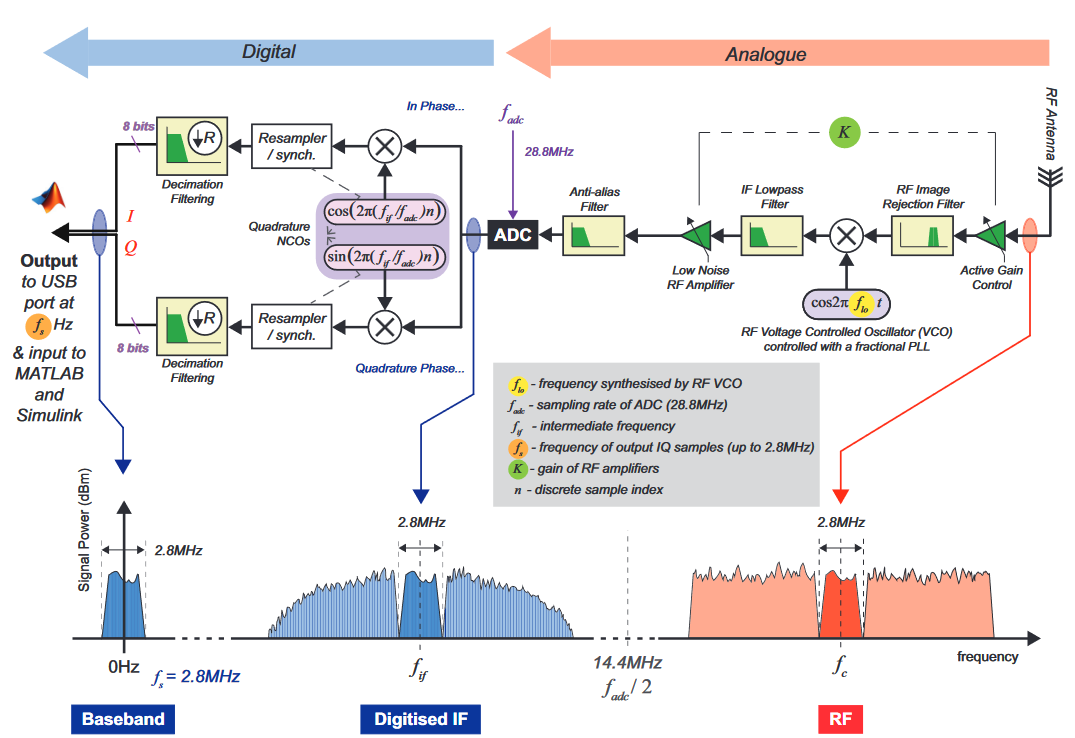 Digital
Analogue
In Phase...
f_adc
28.8MHz
K
RF Antenna
8 bits
↓R
Decimation
Filtering
Resampler
/ synch.
Anti-alias
Filter
IF Lowpass
Filter
RF Image
Rejection Filter
I
Q
Quadrature
NCOs
cos(2π(f_if/f_adc)n)
sin(2π(f_if/f_adc)n)
ADC
Low Noise
RF Amplifier
Active Gain
Control
cos2π f_lo t
RF Voltage Controlled Oscillator (VCO)
controlled with a fractional PLL
Output
to USB
port at
f_s Hz
& input to
MATLAB
and
Simulink
8 bits
↓R
Decimation
Filtering
Resampler
/ synch.
Quadrature Phase...
f_lo - frequency synthesised by RF VCO
f_adc - sampling rate of ADC (28.8MHz)
f_if - intermediate frequency
f_s - frequency of output IQ samples (up to 2.8MHz)
K - gain of RF amplifiers
n - discrete sample index
Signal Power (dBm)
2.8MHz
2.8MHz
2.8MHz
0Hz
f_s = 2.8MHz
f_if
14.4MHz
f_adc/2
f_c
frequency
Baseband
Digitised IF
RF